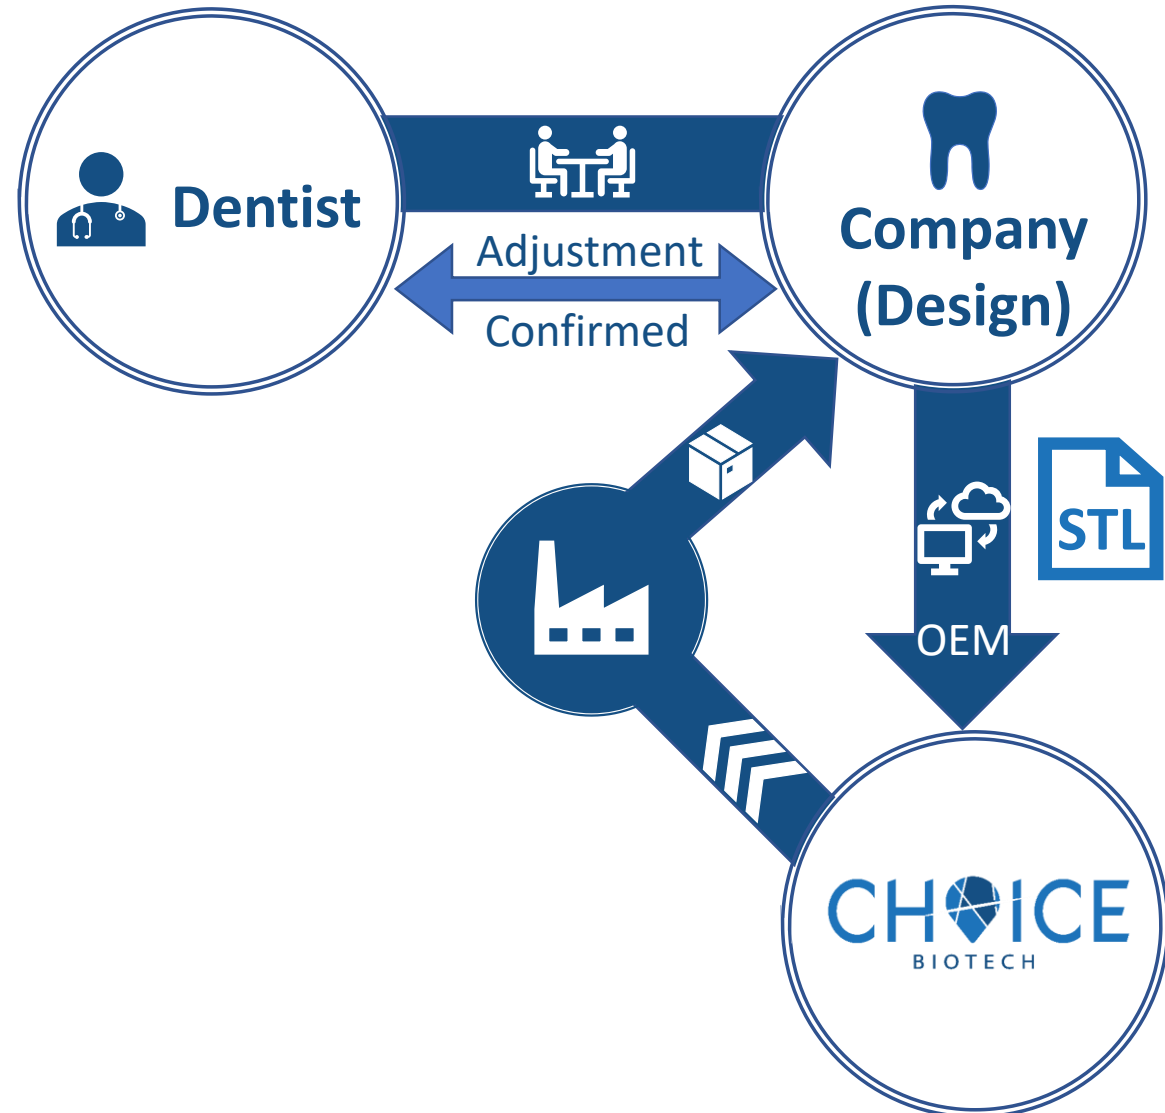 Dentist
Adjustment
Confirmed
Company
(Design)
STL
OEM
CHOICE
BIOTECH